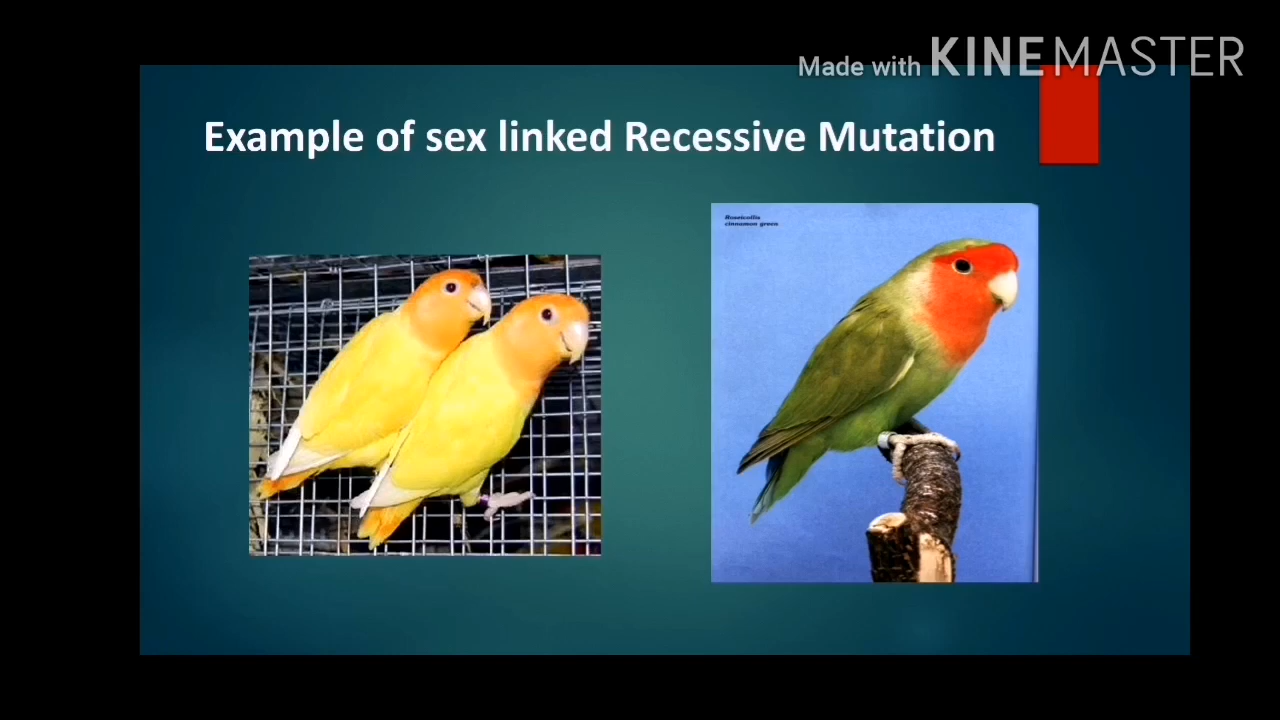 Made with KINEMASTER
Example of sex linked Recessive Mutation
Roseicollis
cinnamon green